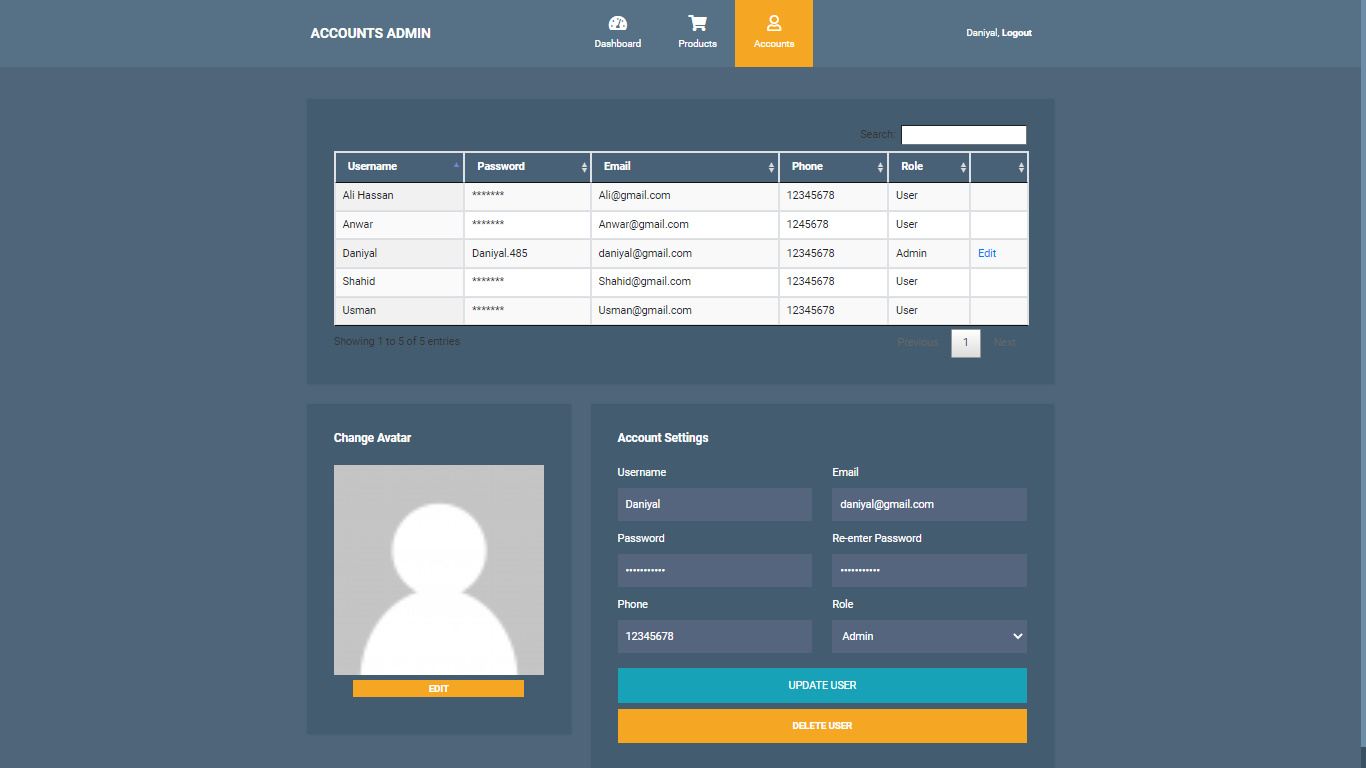 ACCOUNTS ADMIN
Dashboard
Products
Accounts
Daniyal, Logout
Search:
Username Password Email Phone Role
Ali Hassan ******* Ali@gmail.com 12345678 User
Anwar ******* Anwar@gmail.com 1245678 User
Daniyal Daniyal.485 daniyal@gmail.com 12345678 Admin Edit
Shahid ******* Shahid@gmail.com 12345678 User
Usman ******* Usman@gmail.com 12345678 User
Showing 1 to 5 of 5 entries
Previous 1 Next
Change Avatar
EDIT
Account Settings
Username Email
Daniyal daniyal@gmail.com
Password Re-enter Password
••••••••••• •••••••••••
Phone Role
12345678 Admin
UPDATE USER
DELETE USER